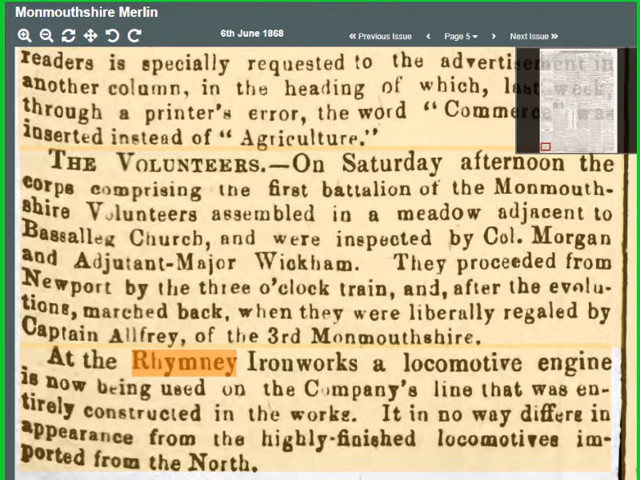 Monmouthshire Merlin
6th June 1868
Previous Issue
Page 5
Next Issue
readers is specially requested to the advertisement in
another column, in the heading of which, last week,
through a printer's error, the word "Commerce" was
inserted instead of "Agriculture."
THE VOLUNTEERS.—On Saturday afternoon the
corps comprising the first battalion of the Monmouth-
shire Volunteers assembled in a meadow adjacent to
Bassalleg Church, and were inspected by Col. Morgan
and Adjutant-Major Wickham. They proceeded from
Newport by the three o'clock train, and, after the evolu-
tions, marched back, when they were liberally regaled by
Captain Allfrey, of the 3rd Monmouthshire.
At the Rhymney Ironworks a locomotive engine
is now being used on the Company's line that was en-
tirely constructed in the works. It in no way differs in
appearance from the highly-finished locomotives im-
ported from the North.